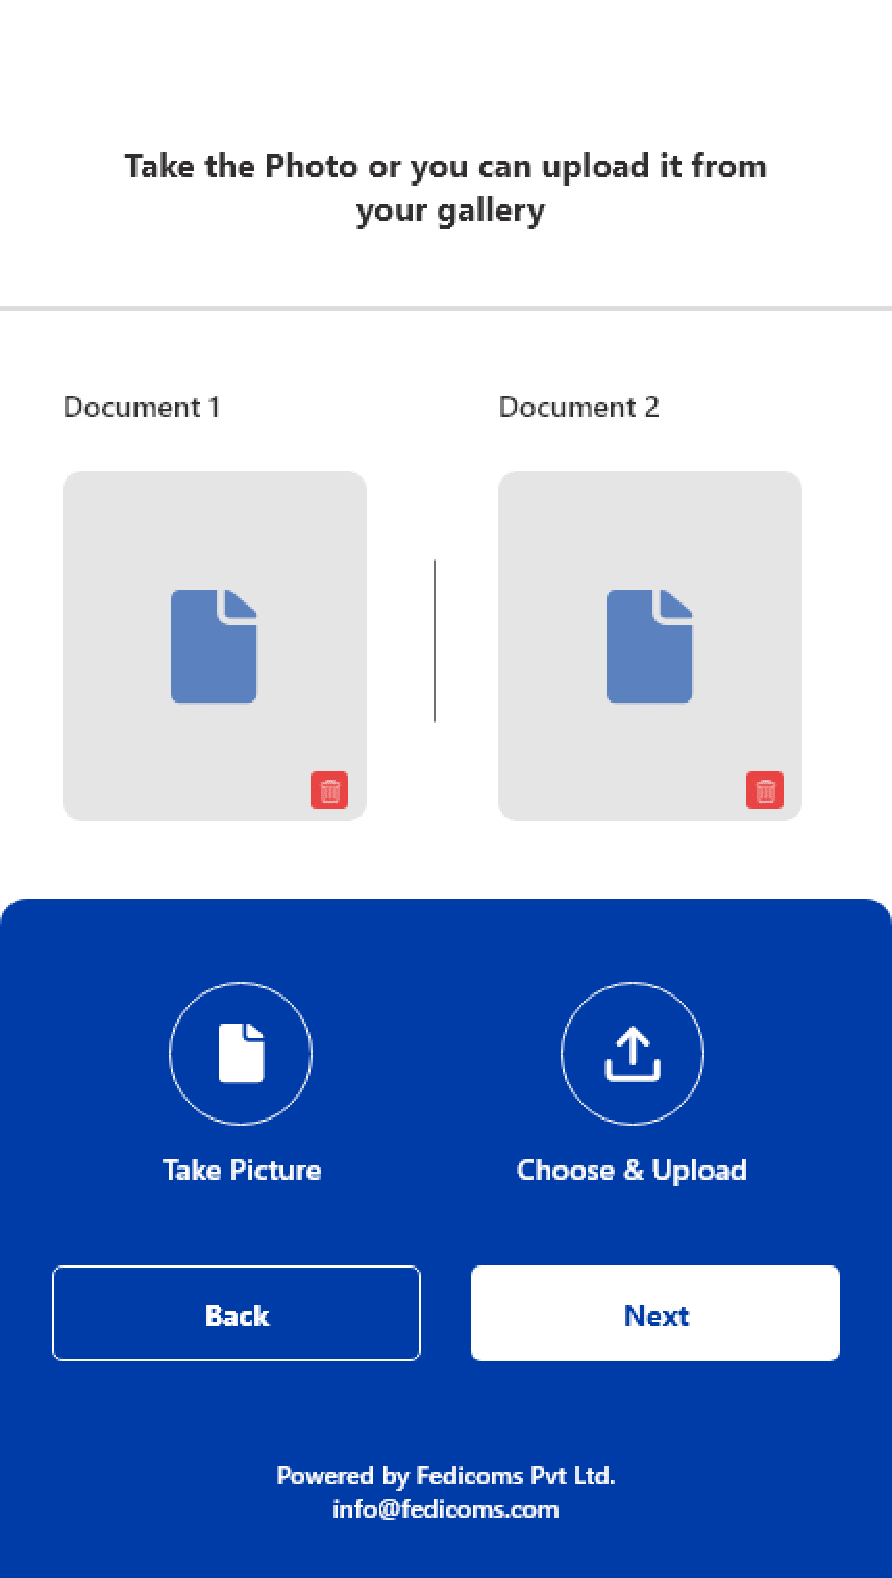 Take the Photo or you can upload it from
your gallery
Document 1
Document 2
Take Picture
Choose & Upload
Back
Next
Powered by Fedicoms Pvt Ltd.
info@fedicoms.com